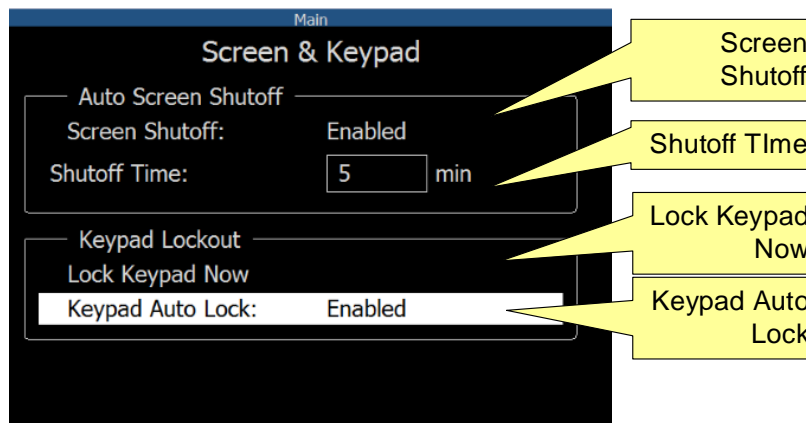 Main
Screen & Keypad
Auto Screen Shutoff
Screen Shutoff: Enabled
Shutoff Time: 5 min
Keypad Lockout
Lock Keypad Now
Keypad Auto Lock: Enabled
Screen
Shutoff
Shutoff TIme
Lock Keypad
Now
Keypad Auto
Lock